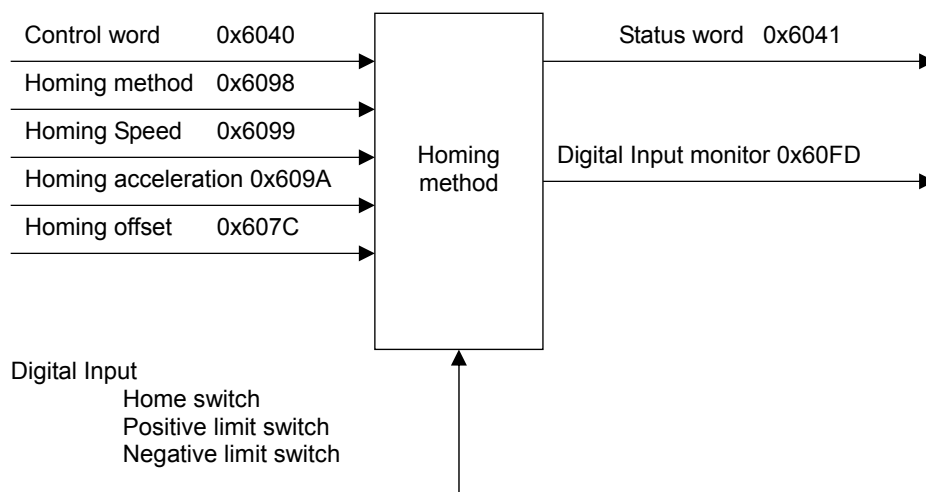 Control word 0x6040
Status word 0x6041
Homing method 0x6098
Homing Speed 0x6099
Homing acceleration 0x609A
Homing offset 0x607C
Homing
method
Digital Input monitor 0x60FD
Digital Input
Home switch
Positive limit switch
Negative limit switch